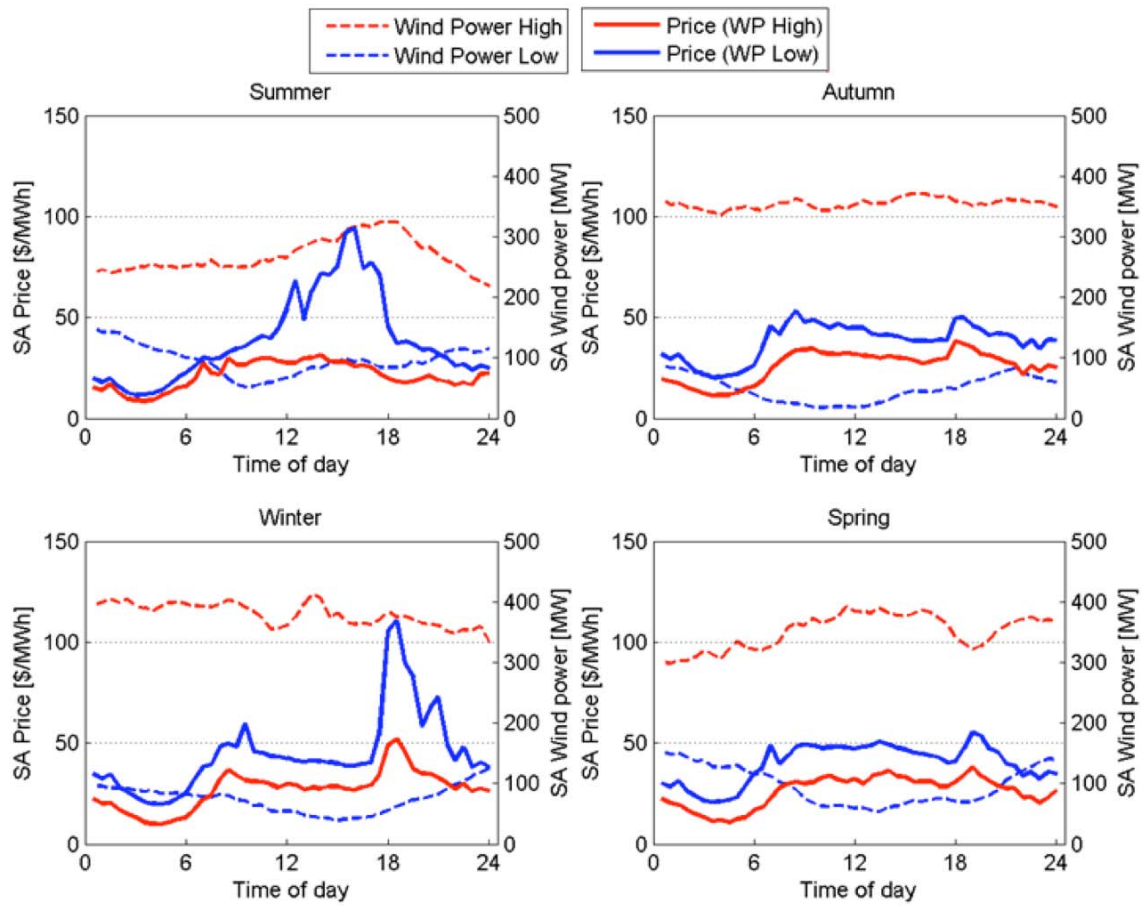 Wind Power High
Wind Power Low
Price (WP High)
Price (WP Low)
Summer
150
100
50
0
SA Price [$/MWh]
500
400
300
200
100
0
SA Wind power [MW]
0 6 12 18 24
Time of day
Autumn
150
100
50
0
SA Price [$/MWh]
500
400
300
200
100
0
SA Wind power [MW]
0 6 12 18 24
Time of day
Winter
150
100
50
0
SA Price [$/MWh]
500
400
300
200
100
0
SA Wind power [MW]
0 6 12 18 24
Time of day
Spring
150
100
50
0
SA Price [$/MWh]
500
400
300
200
100
0
SA Wind power [MW]
0 6 12 18 24
Time of day